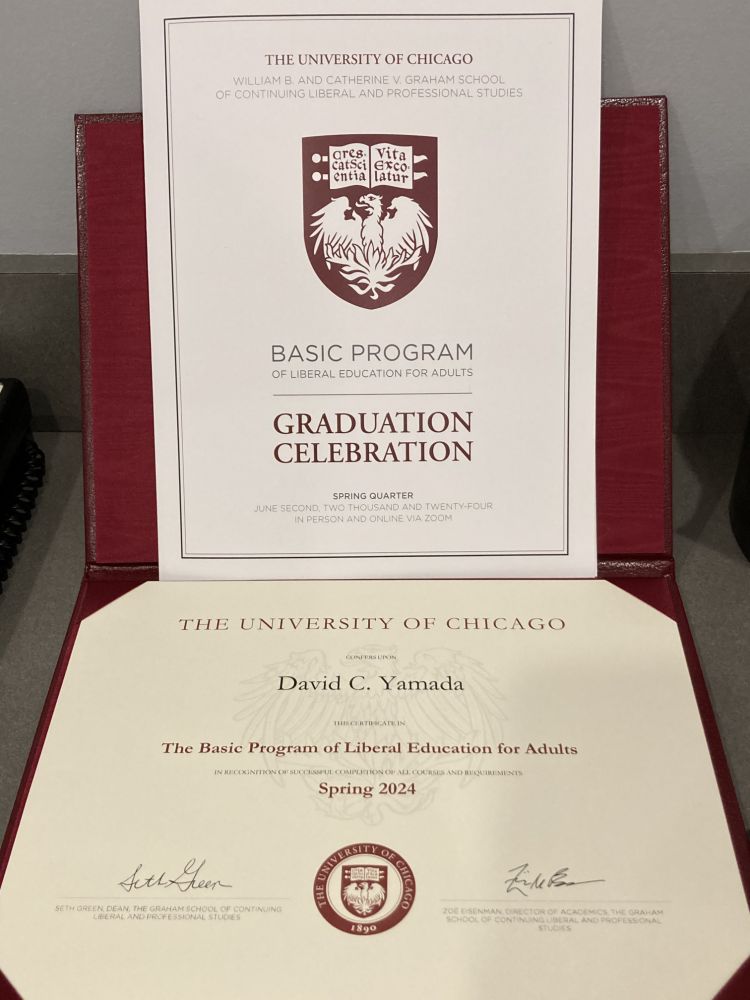 THE UNIVERSITY OF CHICAGO
WILLIAM B. AND CATHERINE V. GRAHAM SCHOOL
OF CONTINUING LIBERAL AND PROFESSIONAL STUDIES
Cres. Vita
catSci Exco
entia latur
BASIC PROGRAM
OF LIBERAL EDUCATION FOR ADULTS
GRADUATION
CELEBRATION
SPRING QUARTER
JUNE SECOND, TWO THOUSAND AND TWENTY-FOUR
IN PERSON AND ONLINE VIA ZOOM
THE UNIVERSITY OF CHICAGO
CONFERS UPON
David C. Yamada
THIS CERTIFICATE IN
The Basic Program of Liberal Education for Adults
IN RECOGNITION OF SUCCESSFUL COMPLETION OF ALL COURSES AND REQUIREMENTS
Spring 2024
Seth Green
SETH GREEN, DEAN, THE GRAHAM SCHOOL OF CONTINUING
LIBERAL AND PROFESSIONAL STUDIES
THE UNIVERSITY OF CHICAGO
1890
ZOË EISENMAN, DIRECTOR OF ACADEMICS, THE GRAHAM
SCHOOL OF CONTINUING LIBERAL AND PROFESSIONAL
STUDIES